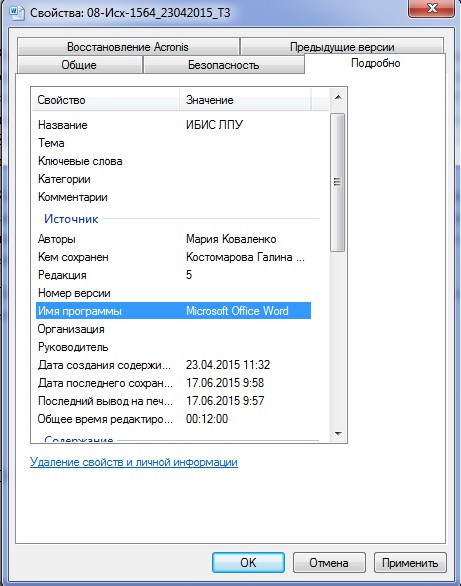 Свойства: 08-Исх-1564_23042015_ТЗ
Восстановление Acronis Предыдущие версии
Общие Безопасность Подробно
Свойство Значение
Название ИБИС ЛПУ
Тема
Ключевые слова
Категории
Комментарии
Источник
Авторы Мария Коваленко
Кем сохранен Костомарова Галина ...
Редакция 5
Номер версии
Имя программы Microsoft Office Word
Организация
Руководитель
Дата создания содержи... 23.04.2015 11:32
Дата последнего сохран... 17.06.2015 9:58
Последний вывод на печ... 17.06.2015 9:57
Общее время редактиро... 00:12:00
Содержание
Удаление свойств и личной информации
OK Отмена Применить